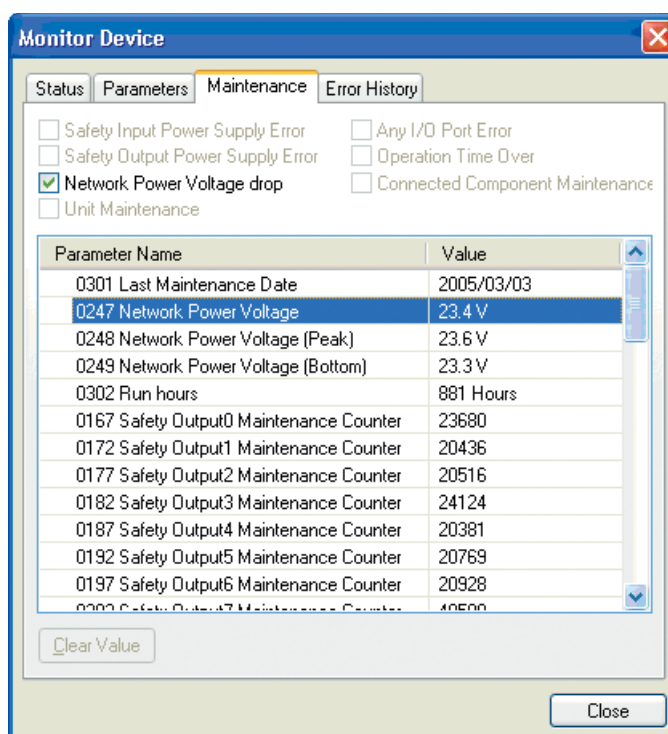 Monitor Device
Status Parameters Maintenance Error History
Safety Input Power Supply Error Any I/O Port Error
Safety Output Power Supply Error Operation Time Over
Network Power Voltage drop Connected Component Maintenance
Unit Maintenance
Parameter Name Value
0301 Last Maintenance Date 2005/03/03
0247 Network Power Voltage 23.4 V
0248 Network Power Voltage (Peak) 23.6 V
0249 Network Power Voltage (Bottom) 23.3 V
0302 Run hours 881 Hours
0167 Safety Output0 Maintenance Counter 23680
0172 Safety Output1 Maintenance Counter 20436
0177 Safety Output2 Maintenance Counter 20516
0182 Safety Output3 Maintenance Counter 24124
0187 Safety Output4 Maintenance Counter 20381
0192 Safety Output5 Maintenance Counter 20769
0197 Safety Output6 Maintenance Counter 20928
Safety Output7 Maintenance Counter
Clear Value
Close